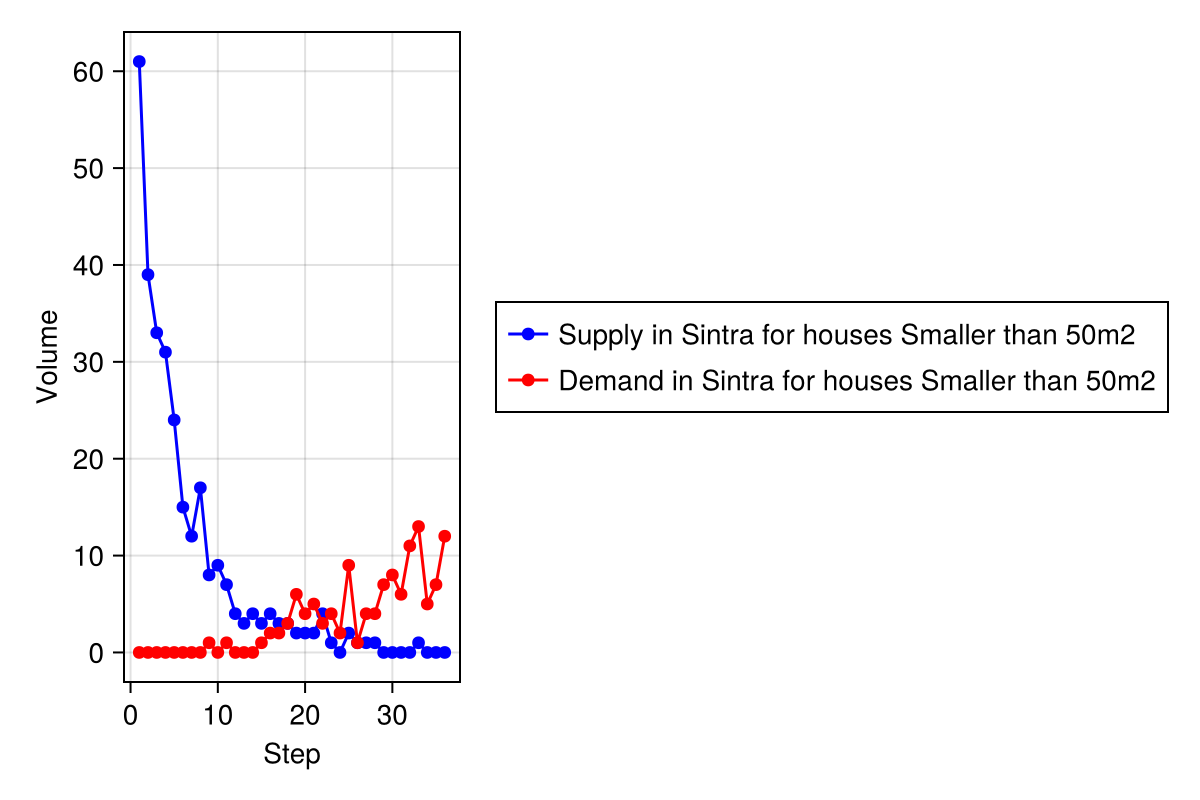 60
50
40
30
20
10
0
Volume
0 10 20 30
Step
Supply in Sintra for houses Smaller than 50m2
Demand in Sintra for houses Smaller than 50m2